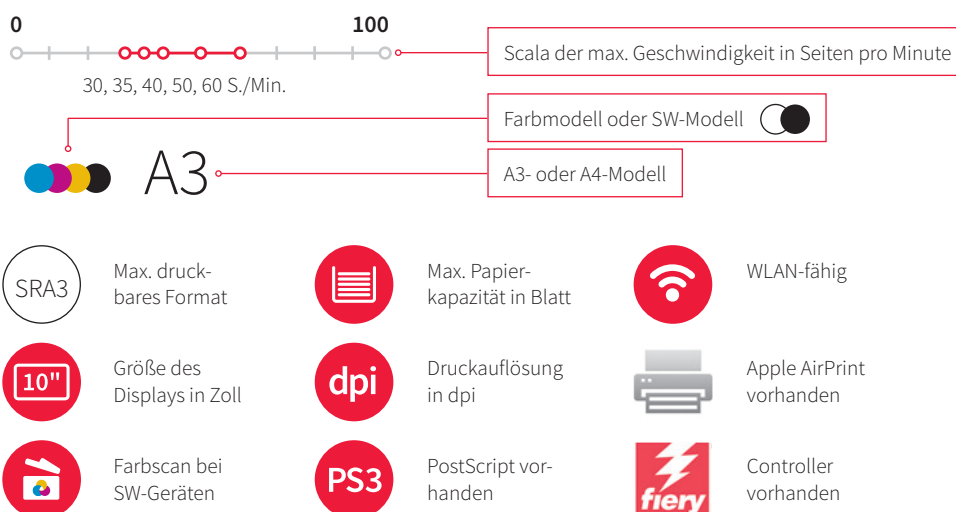 0 100
Scala der max. Geschwindigkeit in Seiten pro Minute
30, 35, 40, 50, 60 S./Min.
Farbmodell oder SW-Modell
A3
A3- oder A4-Modell
SRA3
Max. druck-
bares Format
Max. Papier-
kapazität in Blatt
WLAN-fähig
10"
Größe des
Displays in Zoll
dpi
Druckauflösung
in dpi
Apple AirPrint
vorhanden
Farbscan bei
SW-Geräten
PS3
PostScript vor-
handen
fiery
Controller
vorhanden